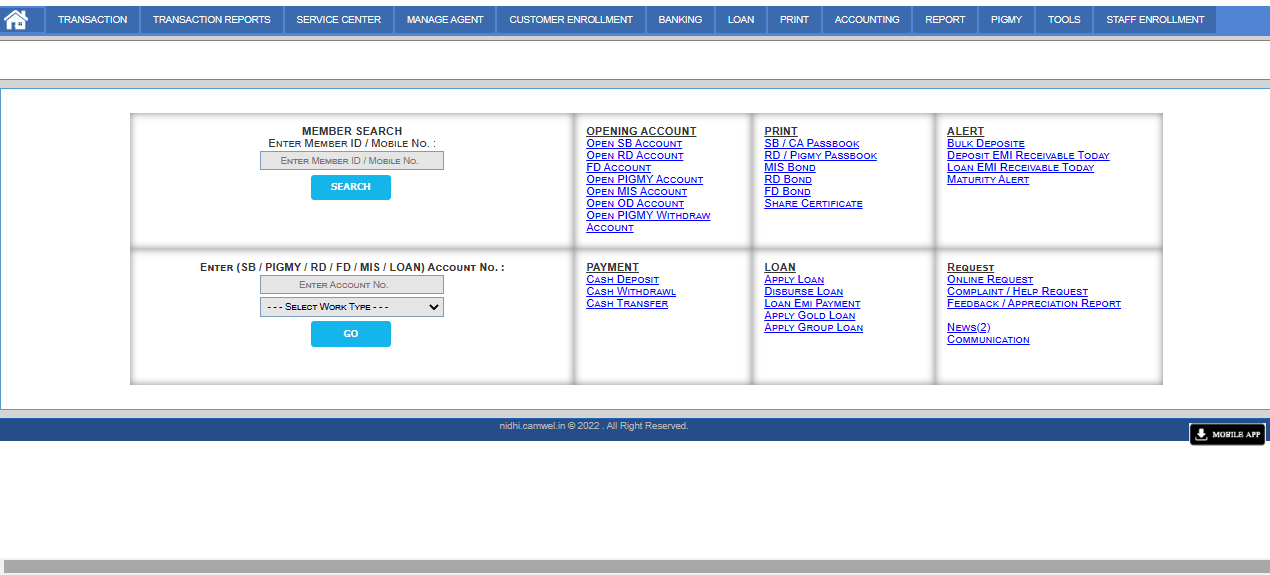 TRANSACTION TRANSACTION REPORTS SERVICE CENTER MANAGE AGENT CUSTOMER ENROLLMENT BANKING LOAN PRINT ACCOUNTING REPORT PIGMY TOOLS STAFF ENROLLMENT
MEMBER SEARCH
Enter Member ID / Mobile No. :
Enter Member ID / Mobile No.
SEARCH
OPENING ACCOUNT
Open SB Account
Open RD Account
FD Account
Open PIGMY Account
Open MIS Account
Open OD Account
Open PIGMY Withdraw
Account
PRINT
SB / CA Passbook
RD / Pigmy Passbook
MIS Bond
RD Bond
FD Bond
Share Certificate
ALERT
Bulk Deposite
Deposit EMI Receivable Today
Loan EMI Receivable Today
Maturity Alert
Enter (SB / PIGMY / RD / FD / MIS / LOAN) Account No. :
Enter Account No.
- - - Select Work Type - - -
GO
PAYMENT
Cash Deposit
Cash Withdrawl
Cash Transfer
LOAN
Apply Loan
Disburse Loan
Loan Emi Payment
Apply Gold Loan
Apply Group Loan
Request
Online Request
Complaint / Help Request
Feedback / Appreciation Report
News(2)
Communication
nidhi.camwel.in © 2022 . All Right Reserved.
MOBILE APP